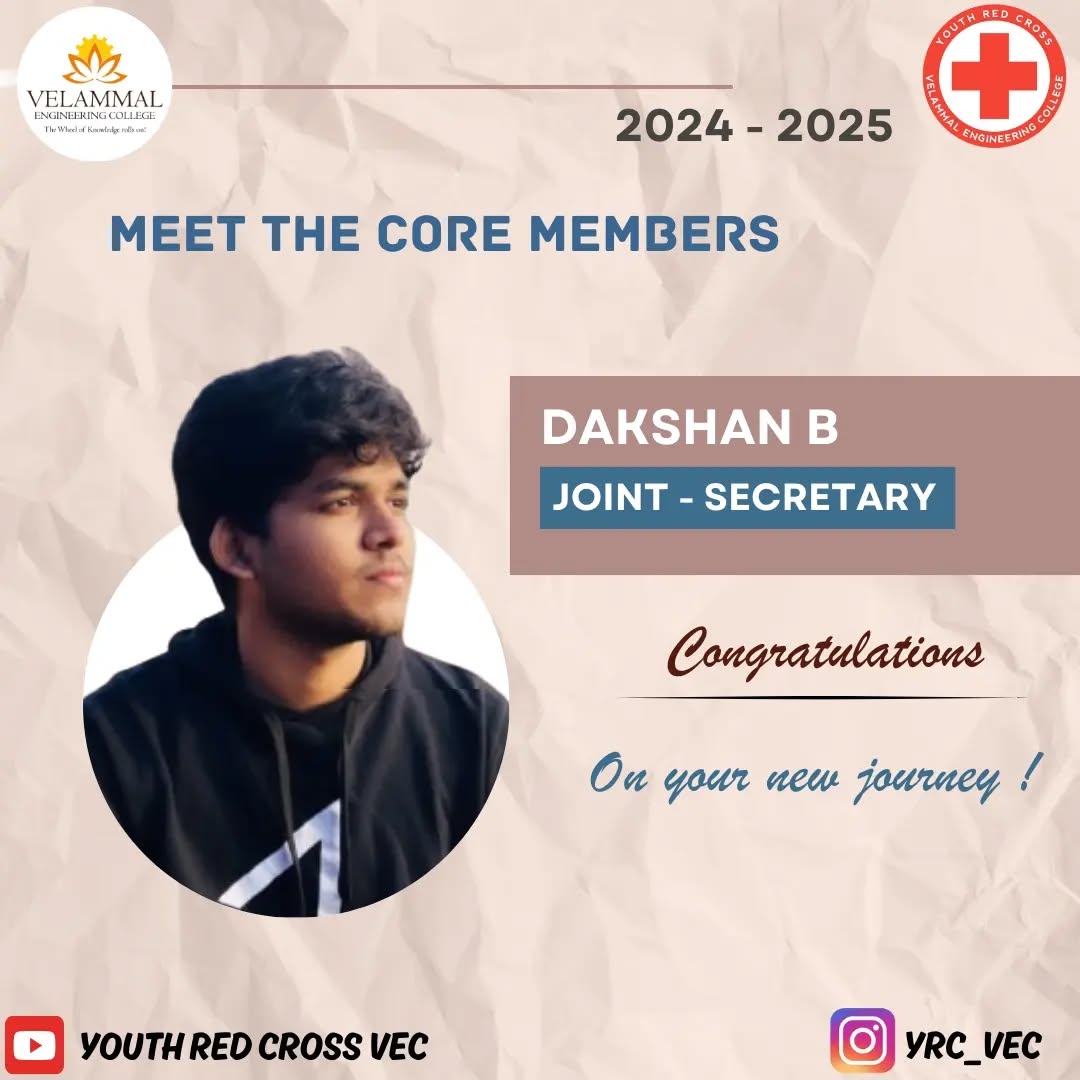 VELAMMAL
ENGINEERING COLLEGE
The Wheel of Knowledge rolls on!
YOUTH RED CROSS
VELAMMAL ENGINEERING COLLEGE
2024 - 2025
MEET THE CORE MEMBERS
DAKSHAN B
JOINT - SECRETARY
Congratulations
On your new journey !
YOUTH RED CROSS VEC
YRC_VEC